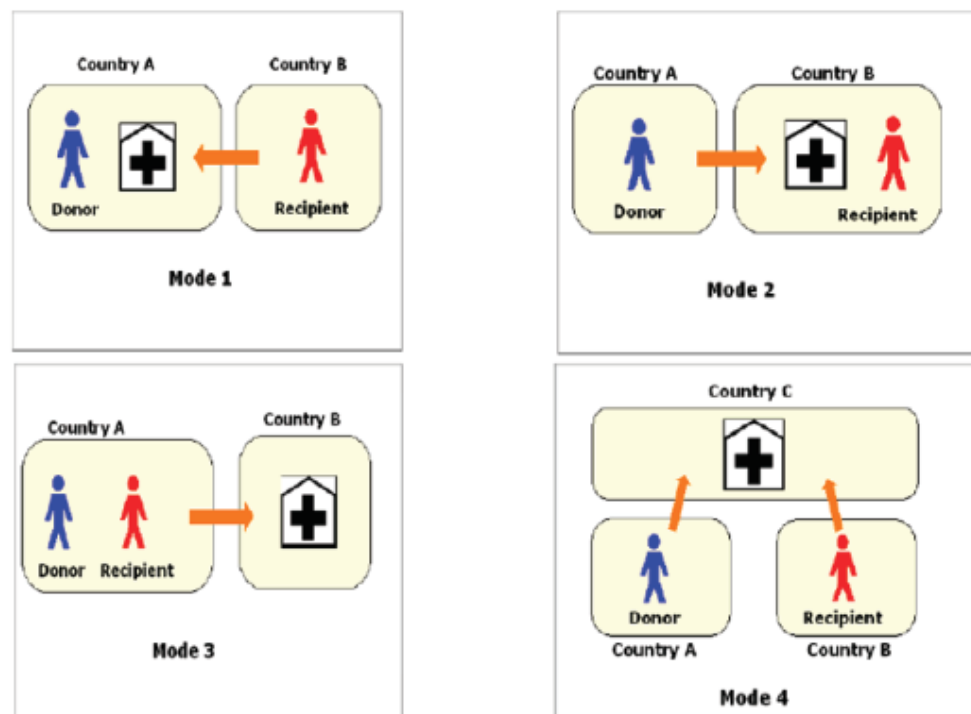 Country A
Country B
Donor
Recipient
Mode 1
Country A
Country B
Donor
Recipient
Mode 2
Country A
Country B
Donor
Recipient
Mode 3
Country C
Donor
Recipient
Country A
Country B
Mode 4